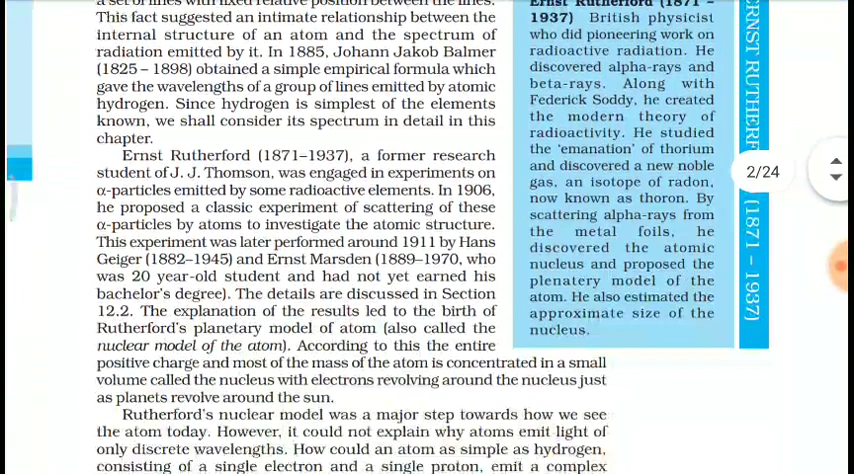 a set of lines with fixed relative position between the lines.
This fact suggested an intimate relationship between the
internal structure of an atom and the spectrum of
radiation emitted by it. In 1885, Johann Jakob Balmer
(1825 – 1898) obtained a simple empirical formula which
gave the wavelengths of a group of lines emitted by atomic
hydrogen. Since hydrogen is simplest of the elements
known, we shall consider its spectrum in detail in this
chapter.
Ernst Rutherford (1871–1937), a former research
student of J. J. Thomson, was engaged in experiments on
α-particles emitted by some radioactive elements. In 1906,
he proposed a classic experiment of scattering of these
α-particles by atoms to investigate the atomic structure.
This experiment was later performed around 1911 by Hans
Geiger (1882–1945) and Ernst Marsden (1889–1970, who
was 20 year-old student and had not yet earned his
bachelor's degree). The details are discussed in Section
12.2. The explanation of the results led to the birth of
Rutherford's planetary model of atom (also called the
nuclear model of the atom). According to this the entire
positive charge and most of the mass of the atom is concentrated in a small
volume called the nucleus with electrons revolving around the nucleus just
as planets revolve around the sun.
Rutherford's nuclear model was a major step towards how we see
the atom today. However, it could not explain why atoms emit light of
only discrete wavelengths. How could an atom as simple as hydrogen,
consisting of a single electron and a single proton, emit a complex
Ernst Rutherford (1871 –
1937) British physicist
who did pioneering work on
radioactive radiation. He
discovered alpha-rays and
beta-rays. Along with
Federick Soddy, he created
the modern theory of
radioactivity. He studied
the 'emanation' of thorium
and discovered a new noble
gas, an isotope of radon,
now known as thoron. By
scattering alpha-rays from
the metal foils, he
discovered the atomic
nucleus and proposed the
plenatery model of the
atom. He also estimated the
approximate size of the
nucleus.
ERNST RUTHERF (1871 – 1937)
2/24